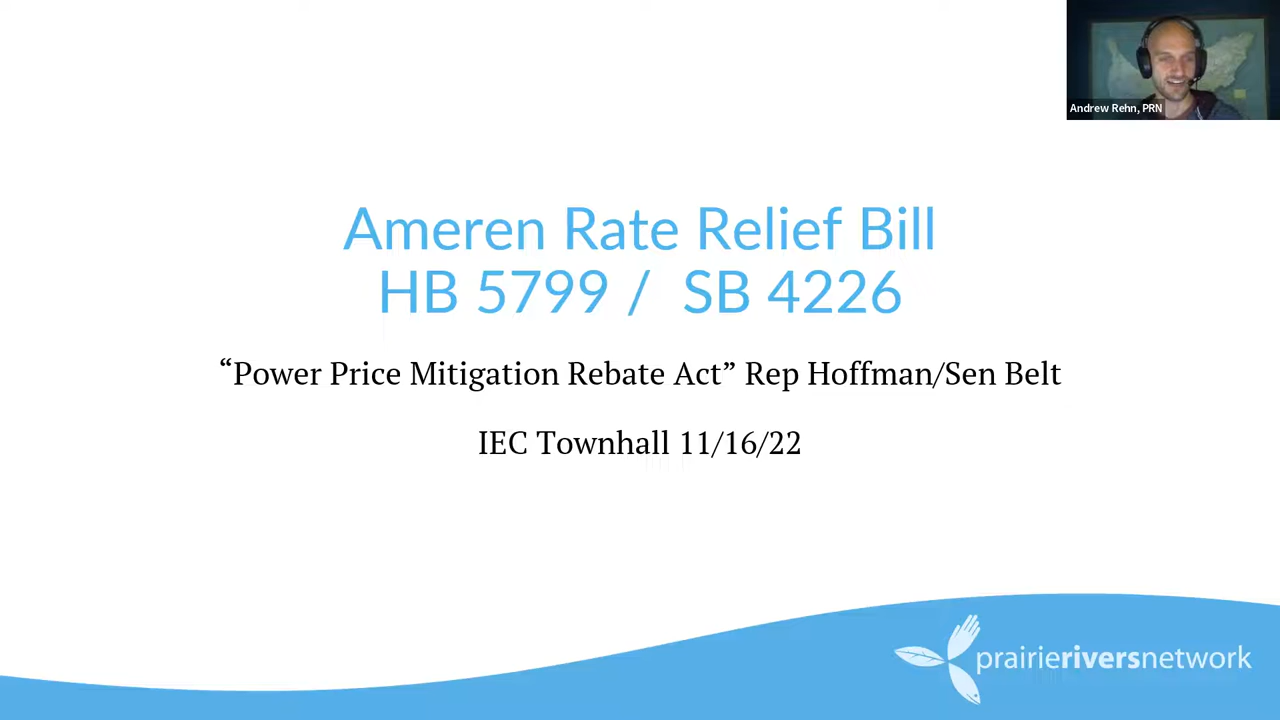 Andrew Rehn, PRN
Ameren Rate Relief Bill
HB 5799 / SB 4226
“Power Price Mitigation Rebate Act” Rep Hoffman/Sen Belt
IEC Townhall 11/16/22
prairieriversnetwork